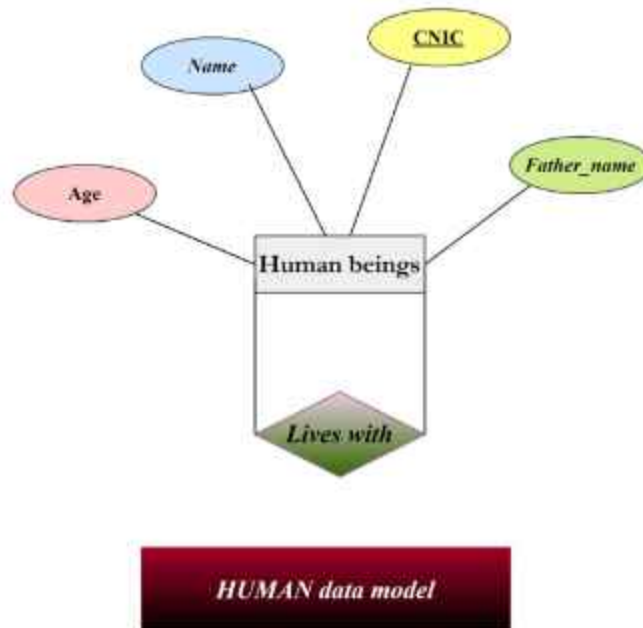 CNIC
Name
Father_name
Age
Human beings
Lives with
HUMAN data model